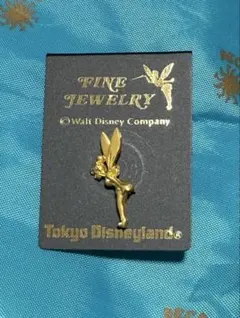 FINE
JEWELRY
©Walt Disney Company
Tokyo Disneyland®